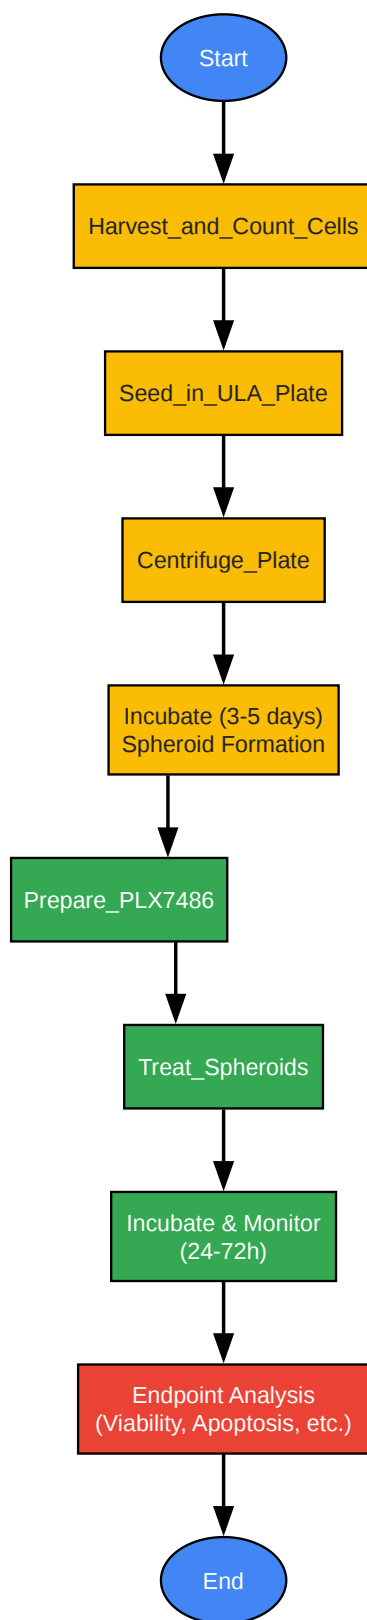 Start
Harvest_and_Count_Cells
Seed_in_ULA_Plate
Centrifuge_Plate
Incubate (3-5 days)
Spheroid Formation
Prepare_PLX7486
Treat_Spheroids
Incubate & Monitor
(24-72h)
Endpoint Analysis
(Viability, Apoptosis, etc.)
End